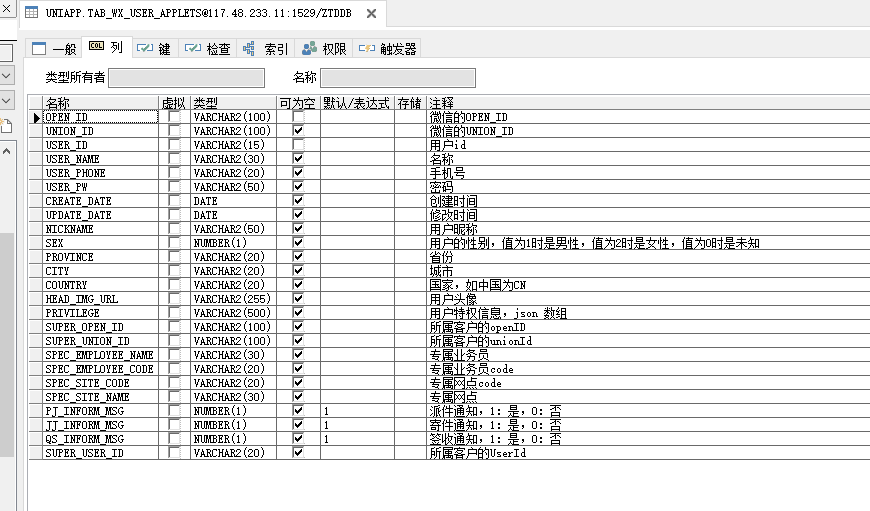 UNIAPP.TAB_WX_USER_APPLETS@117.48.233.11:1529/ZTDDB
一般 COL 列 键 检查 索引 权限 触发器
类型所有者 名称
名称 虚拟 类型 可为空 默认/表达式 存储 注释
OPEN_ID VARCHAR2(100) 微信的OPEN_ID
UNION_ID VARCHAR2(100) 微信的UNION_ID
USER_ID VARCHAR2(15) 用户id
USER_NAME VARCHAR2(30) 名称
USER_PHONE VARCHAR2(20) 手机号
USER_PW VARCHAR2(50) 密码
CREATE_DATE DATE 创建时间
UPDATE_DATE DATE 修改时间
NICKNAME VARCHAR2(50) 用户昵称
SEX NUMBER(1) 用户的性别，值为1时是男性，值为2时是女性，值为0时是未知
PROVINCE VARCHAR2(20) 省份
CITY VARCHAR2(20) 城市
COUNTRY VARCHAR2(20) 国家，如中国为CN
HEAD_IMG_URL VARCHAR2(255) 用户头像
PRIVILEGE VARCHAR2(500) 用户特权信息，json 数组
SUPER_OPEN_ID VARCHAR2(100) 所属客户的openID
SUPER_UNION_ID VARCHAR2(100) 所属客户的unionId
SPEC_EMPLOYEE_NAME VARCHAR2(30) 专属业务员
SPEC_EMPLOYEE_CODE VARCHAR2(20) 专属业务员code
SPEC_SITE_CODE VARCHAR2(20) 专属网点code
SPEC_SITE_NAME VARCHAR2(30) 专属网点
PJ_INFORM_MSG NUMBER(1) 1 派件通知，1：是，0：否
JJ_INFORM_MSG NUMBER(1) 1 寄件通知，1：是，0：否
QS_INFORM_MSG NUMBER(1) 1 签收通知，1：是，0：否
SUPER_USER_ID VARCHAR2(20) 所属客户的UserId